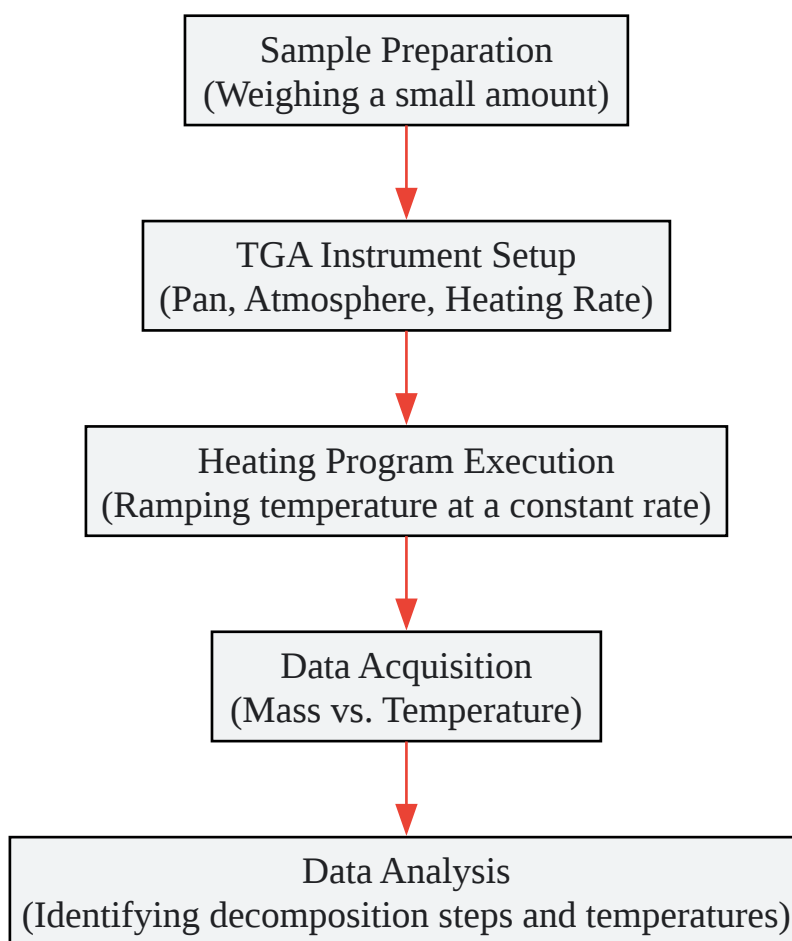 Sample Preparation
(Weighing a small amount)
TGA Instrument Setup
(Pan, Atmosphere, Heating Rate)
Heating Program Execution
(Ramping temperature at a constant rate)
Data Acquisition
(Mass vs. Temperature)
Data Analysis
(Identifying decomposition steps and temperatures)